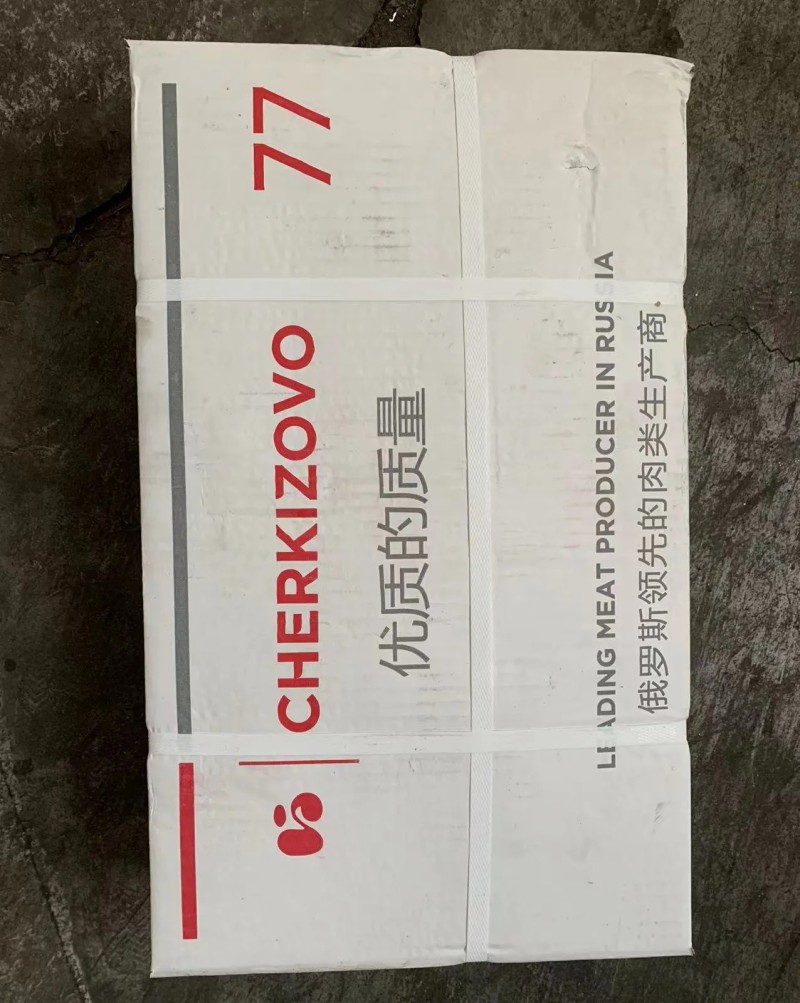 CHERKIZOVO 77
优质的质量
LEADING MEAT PRODUCER IN RUSSIA
俄罗斯领先的肉类生产商.